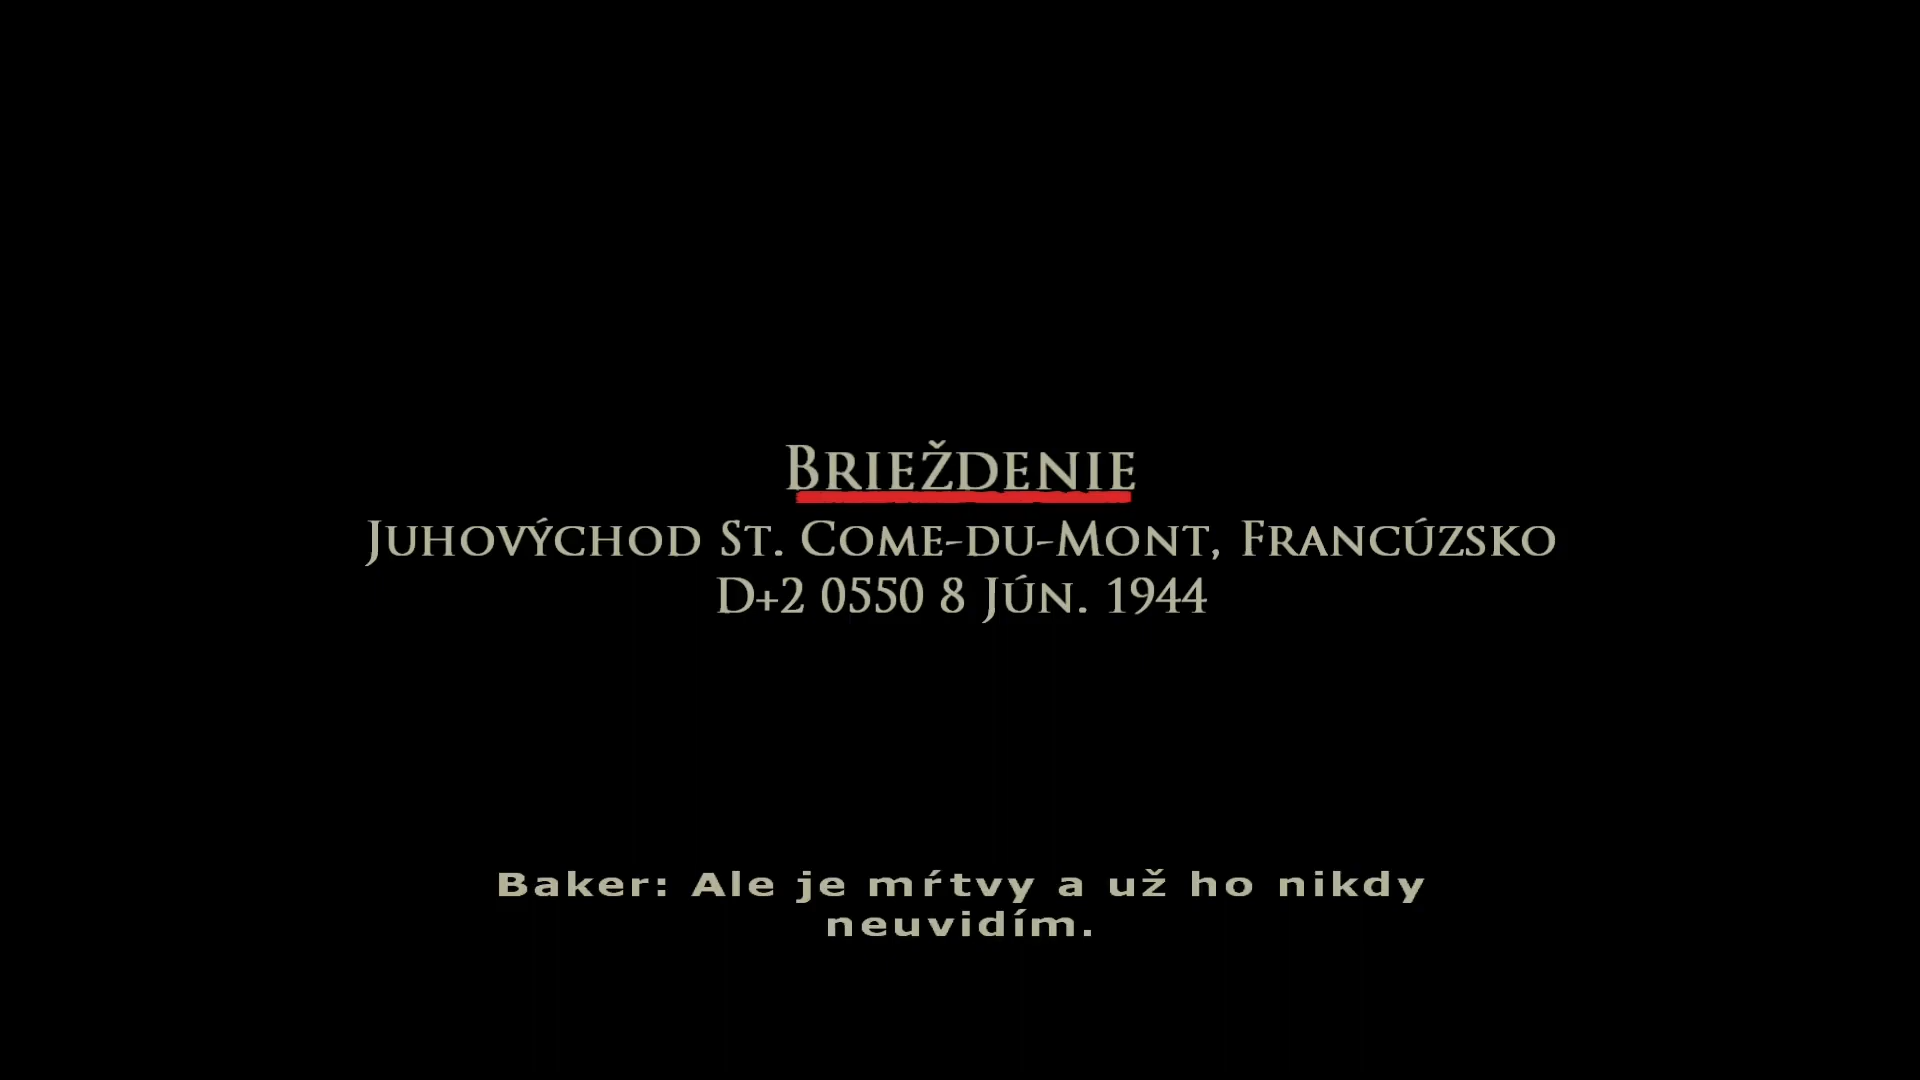 Brieždenie
Juhovýchod St. Come-du-Mont, Francúzsko
D+2 0550 8 Jún. 1944
Baker: Ale je mŕtvy a už ho nikdy
neuvidím.